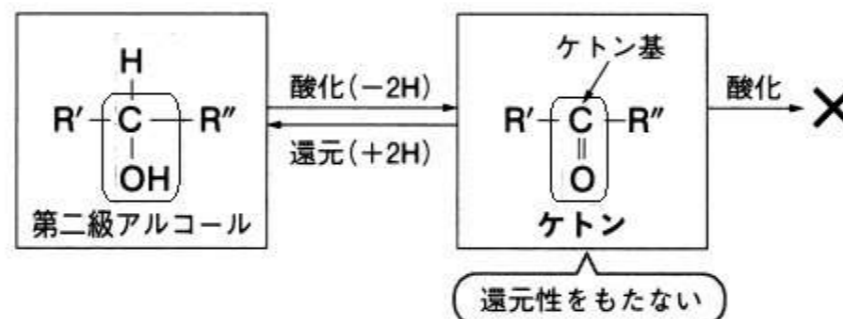 H
R′
C
R″
OH
第二級アルコール
酸化(−2H)
還元(+2H)
ケトン基
R′
C
R″
O
ケトン
酸化
還元性をもたない